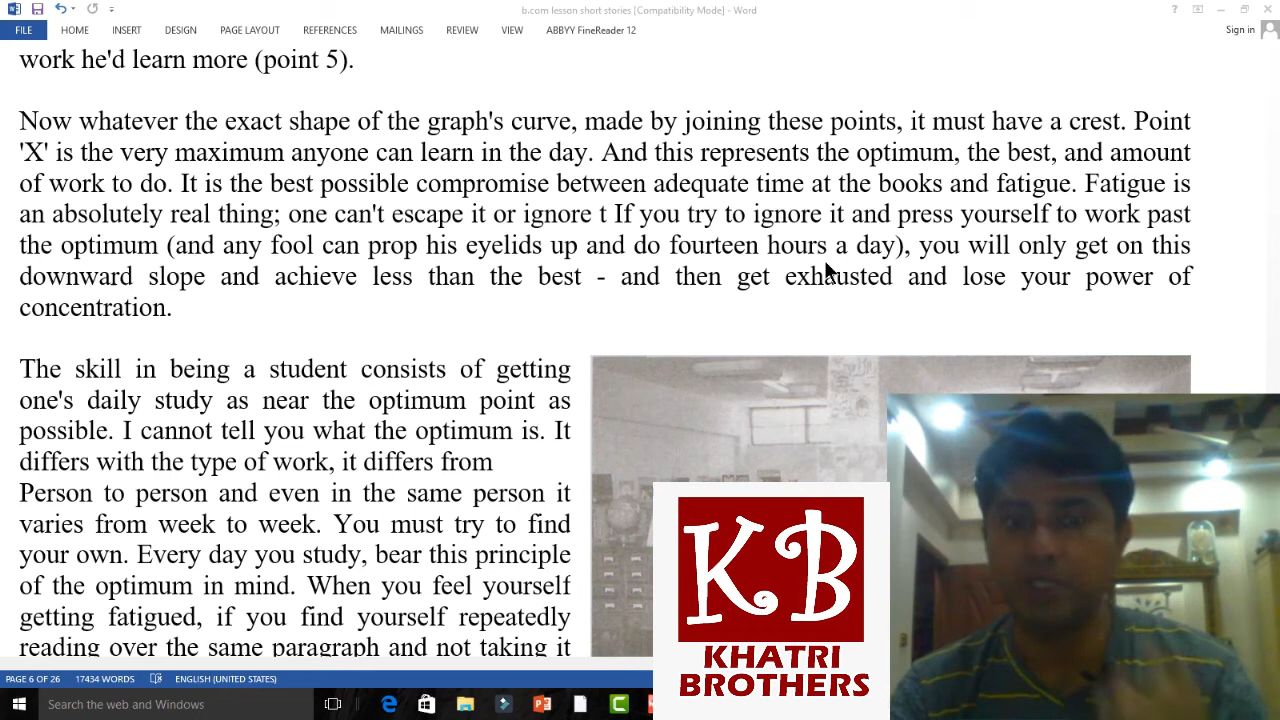 b.com lesson short stories [Compatibility Mode] - Word
FILE HOME INSERT DESIGN PAGE LAYOUT REFERENCES MAILINGS REVIEW VIEW ABBYY FineReader 12 Sign in
work he'd learn more (point 5).
Now whatever the exact shape of the graph's curve, made by joining these points, it must have a crest. Point
'X' is the very maximum anyone can learn in the day. And this represents the optimum, the best, and amount
of work to do. It is the best possible compromise between adequate time at the books and fatigue. Fatigue is
an absolutely real thing; one can't escape it or ignore t If you try to ignore it and press yourself to work past
the optimum (and any fool can prop his eyelids up and do fourteen hours a day), you will only get on this
downward slope and achieve less than the best - and then get exhausted and lose your power of
concentration.
The skill in being a student consists of getting
one's daily study as near the optimum point as
possible. I cannot tell you what the optimum is. It
differs with the type of work, it differs from
Person to person and even in the same person it
varies from week to week. You must try to find
your own. Every day you study, bear this principle
of the optimum in mind. When you feel yourself
getting fatigued, if you find yourself repeatedly
reading over the same paragraph and not taking it
KB
KHATRI
BROTHERS
PAGE 6 OF 26 17434 WORDS ENGLISH (UNITED STATES)
Search the web and Windows